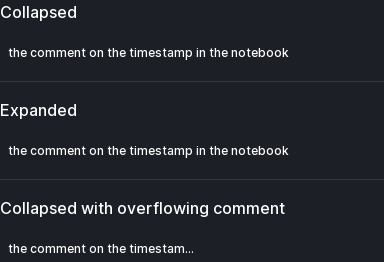 Collapsed
the comment on the timestamp in the notebook
Expanded
the comment on the timestamp in the notebook
Collapsed with overflowing comment
the comment on the timestam...